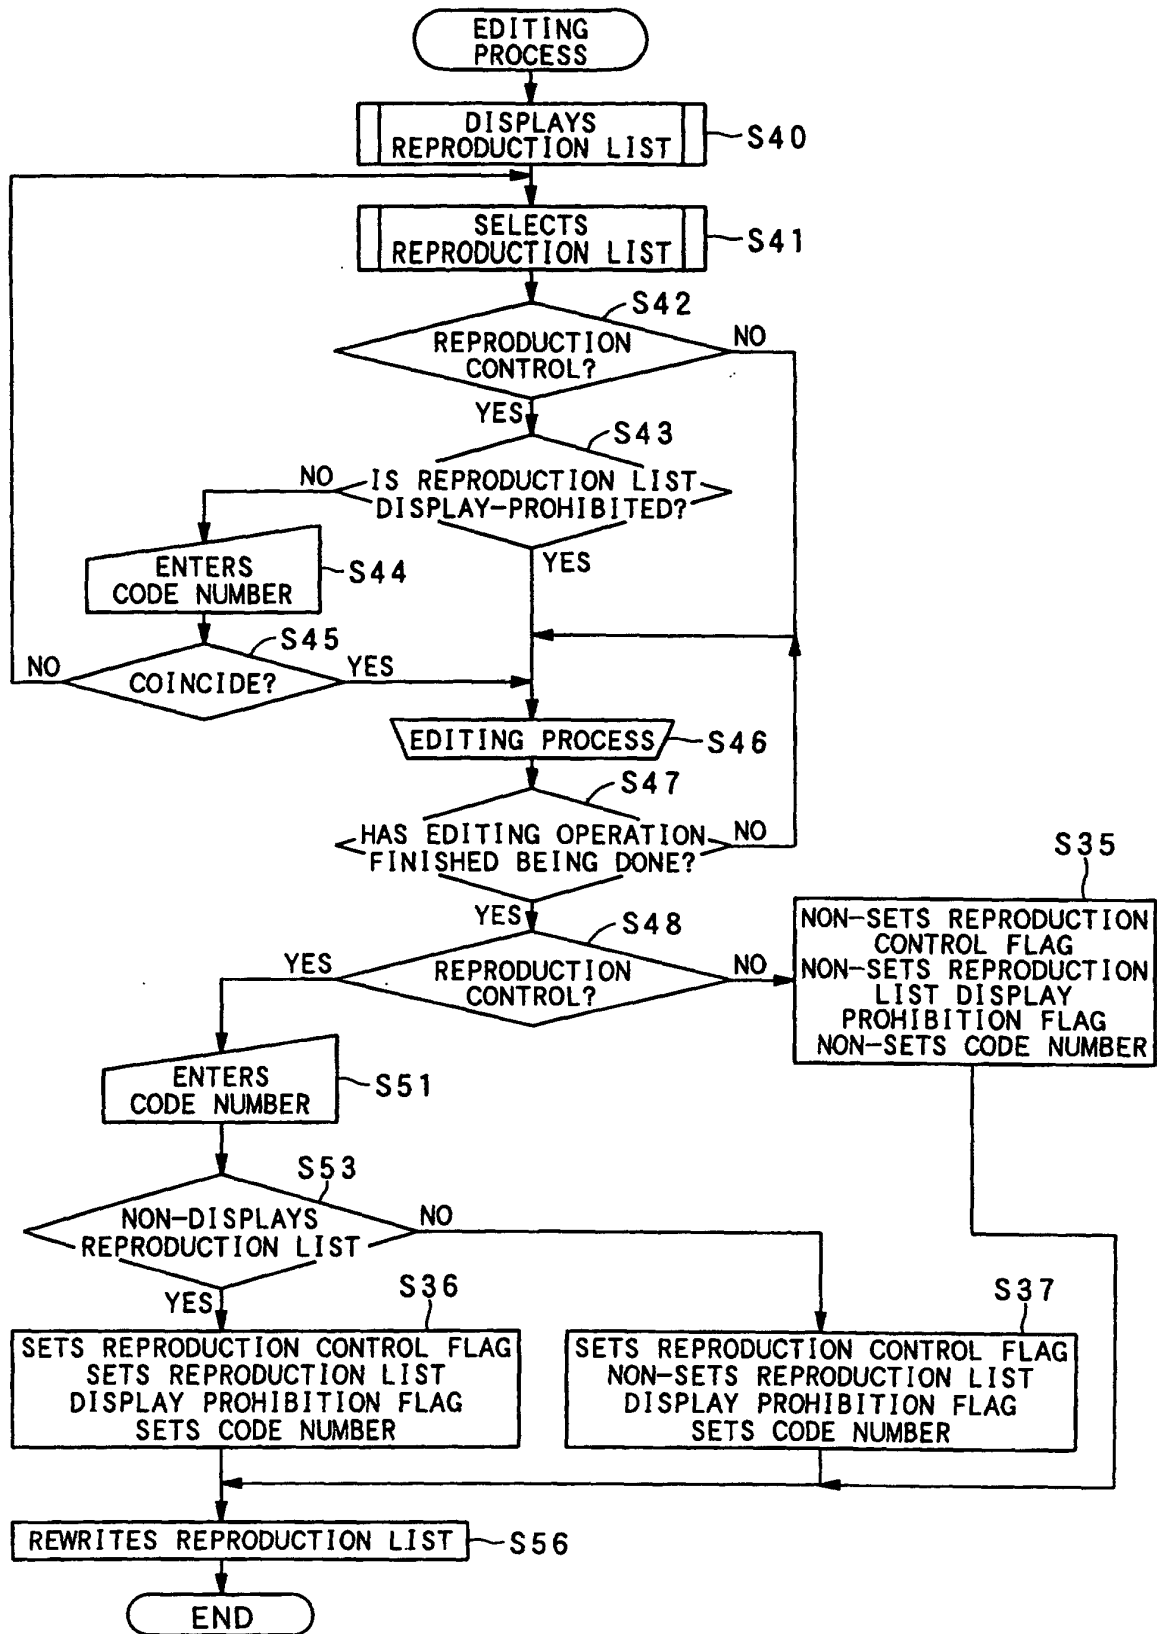 EDITING
PROCESS
DISPLAYS
REPRODUCTION LIST
S40
SELECTS
REPRODUCTION LIST
S41
S42
REPRODUCTION
CONTROL?
NO
YES
S43
NO
IS REPRODUCTION LIST
DISPLAY-PROHIBITED?
YES
ENTERS
CODE NUMBER
S44
S45
NO
COINCIDE?
YES
EDITING PROCESS
S46
S47
HAS EDITING OPERATION
FINISHED BEING DONE?
NO
YES
S48
YES
REPRODUCTION
CONTROL?
NO
S35
NON-SETS REPRODUCTION
CONTROL FLAG
NON-SETS REPRODUCTION
LIST DISPLAY
PROHIBITION FLAG
NON-SETS CODE NUMBER
ENTERS
CODE NUMBER
S51
S53
NON-DISPLAYS
REPRODUCTION LIST
NO
YES
S36
SETS REPRODUCTION CONTROL FLAG
SETS REPRODUCTION LIST
DISPLAY PROHIBITION FLAG
SETS CODE NUMBER
S37
SETS REPRODUCTION CONTROL FLAG
NON-SETS REPRODUCTION LIST
DISPLAY PROHIBITION FLAG
SETS CODE NUMBER
REWRITES REPRODUCTION LIST
S56
END